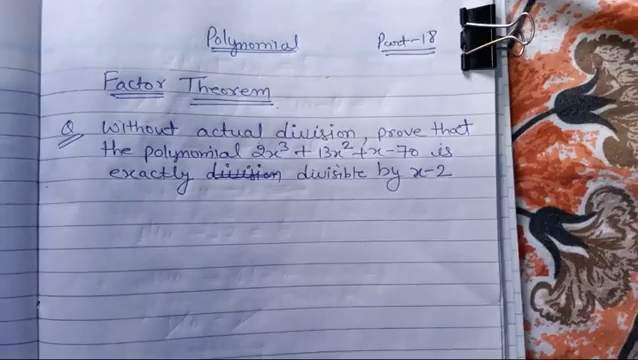 Polynomial Part-18
Factor Theorem
Q Without actual division, prove that
the polynomial 2x³ + 13x² + x - 70 is
exactly division divisible by x-2